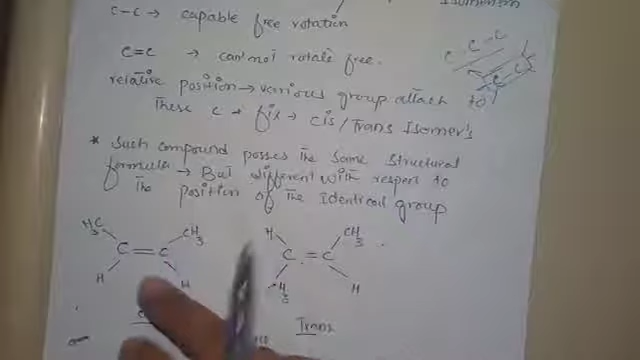 Isomerism
C-C → capable free rotation
C=C → can not rotate free.
C C - C
relative position → various group attach to
C = C
These C → fix → cis/Trans Isomer's
* Such compound posses the same structural
formula → But different with respect to
the position of the identical group
H3C CH3 H CH3
C = C C = C
H H H3 H
Trans